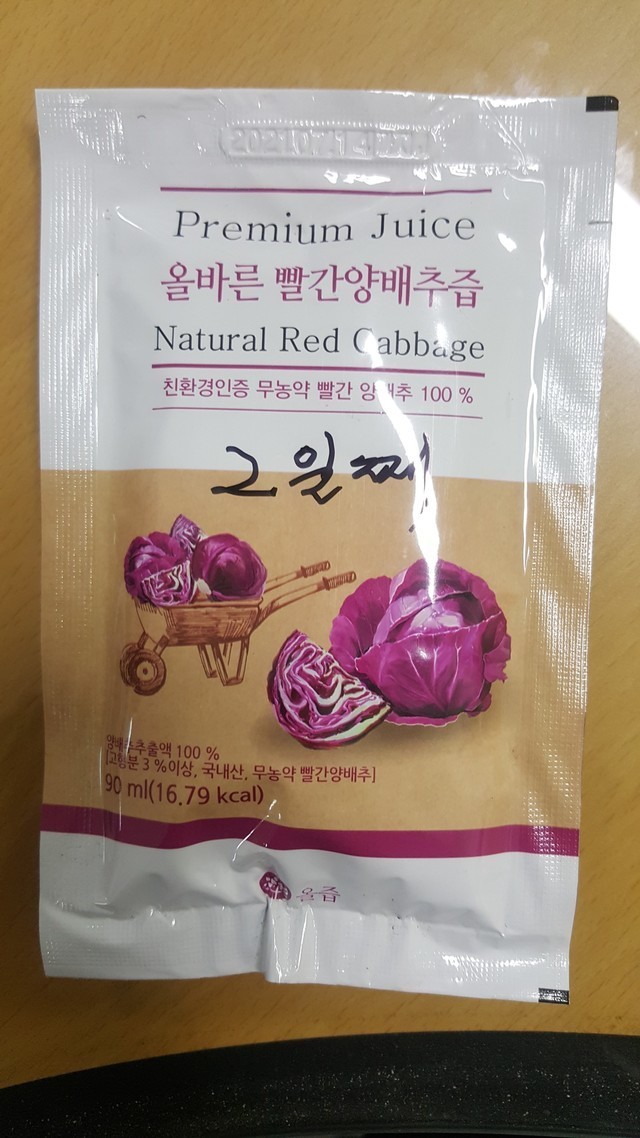 Premium Juice
올바른 빨간양배추즙
Natural Red Cabbage
친환경인증 무농약 빨간 양배추 100 %
그일째
양배추추출액 100 %
[고형분 3 %이상, 국내산, 무농약 빨간양배추]
90 ml(16.79 kcal)
올즙